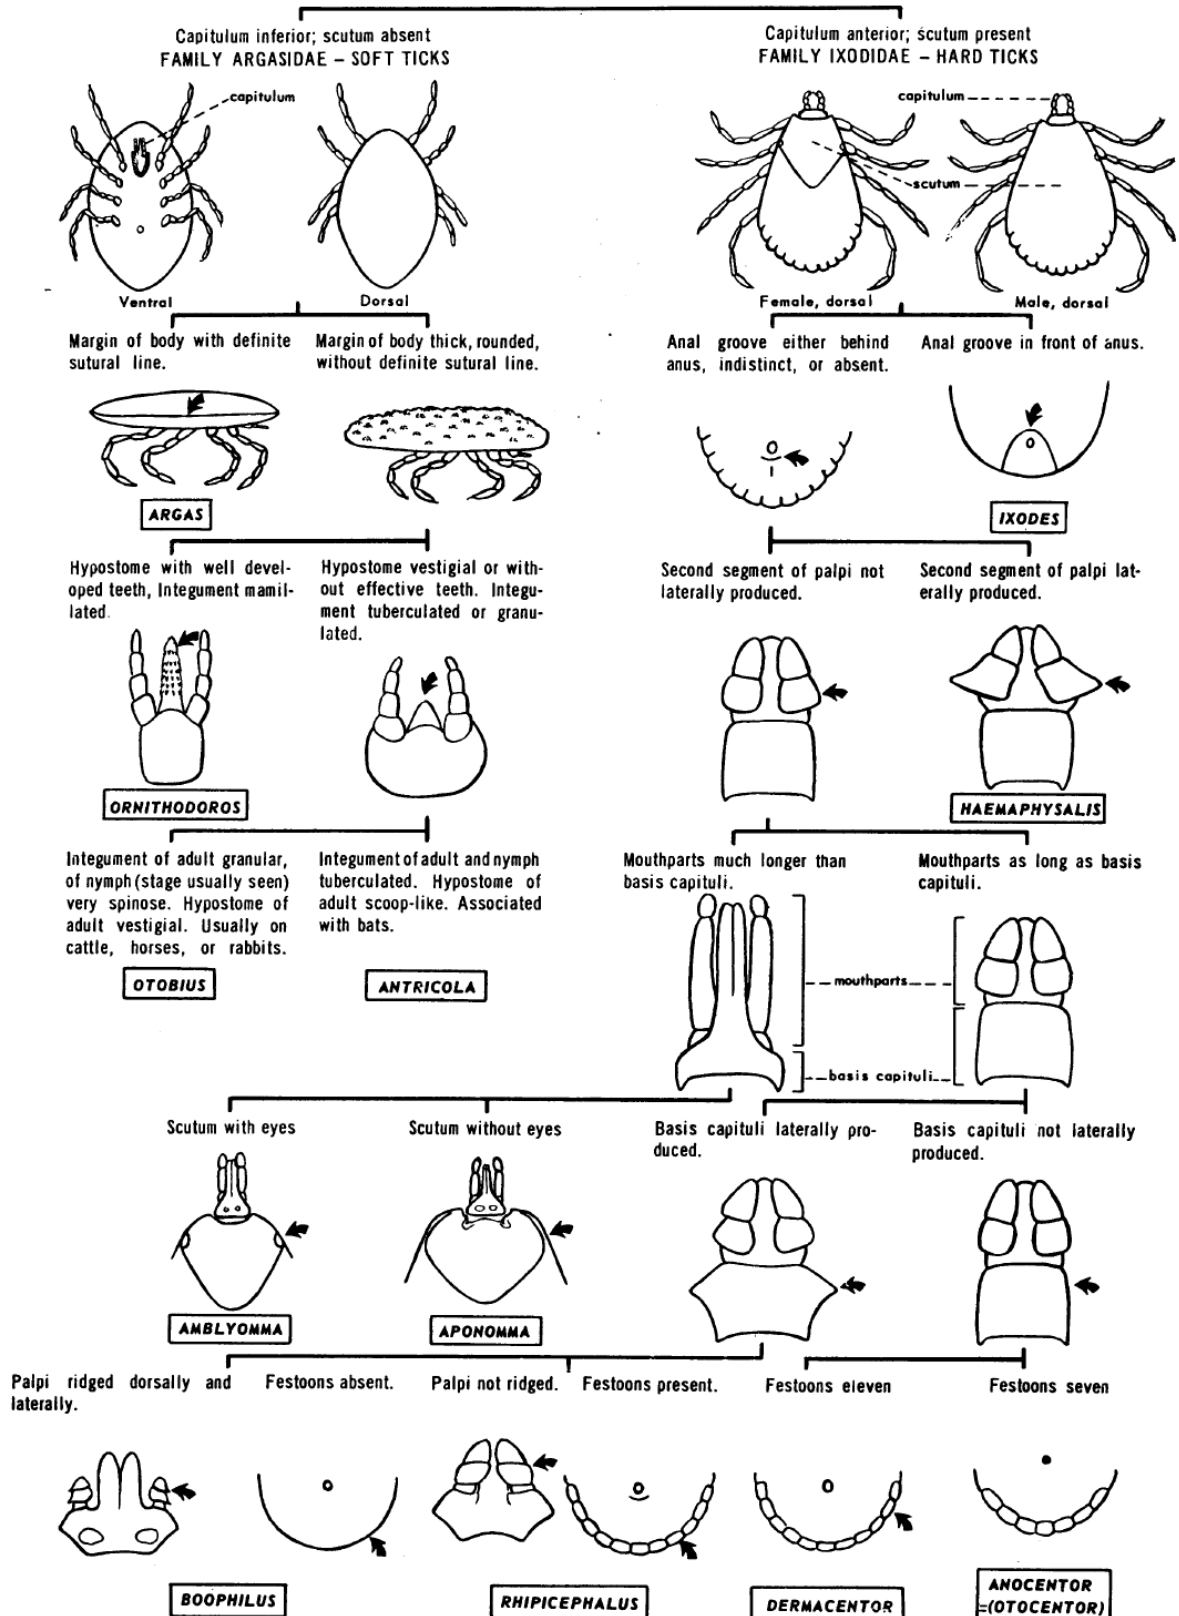 Capitulum inferior; scutum absent
FAMILY ARGASIDAE – SOFT TICKS
Capitulum anterior; scutum present
FAMILY IXODIDAE – HARD TICKS
capitulum
capitulum
scutum
Ventral
Dorsal
Female, dorsal
Male, dorsal
Margin of body with definite
sutural line.
Margin of body thick, rounded,
without definite sutural line.
Anal groove either behind
anus, indistinct, or absent.
Anal groove in front of anus.
ARGAS
IXODES
Hypostome with well devel-
oped teeth, Integument mamil-
lated.
Hypostome vestigial or with-
out effective teeth. Integu-
ment tuberculated or granu-
lated.
Second segment of palpi not
laterally produced.
Second segment of palpi lat-
erally produced.
ORNITHODOROS
HAEMAPHYSALIS
Integument of adult granular,
of nymph (stage usually seen)
very spinose. Hypostome of
adult vestigial. Usually on
cattle, horses, or rabbits.
Integument of adult and nymph
tuberculated. Hypostome of
adult scoop-like. Associated
with bats.
Mouthparts much longer than
basis capituli.
Mouthparts as long as basis
capituli.
OTOBIUS
ANTRICOLA
mouthparts
basis capituli
Scutum with eyes
Scutum without eyes
Basis capituli laterally pro-
duced.
Basis capituli not laterally
produced.
AMBLYOMMA
APONOMMA
Palpi ridged dorsally and
laterally.
Festoons absent.
Palpi not ridged.
Festoons present.
Festoons eleven
Festoons seven
BOOPHILUS
RHIPICEPHALUS
DERMACENTOR
ANOCENTOR
=(OTOCENTOR)